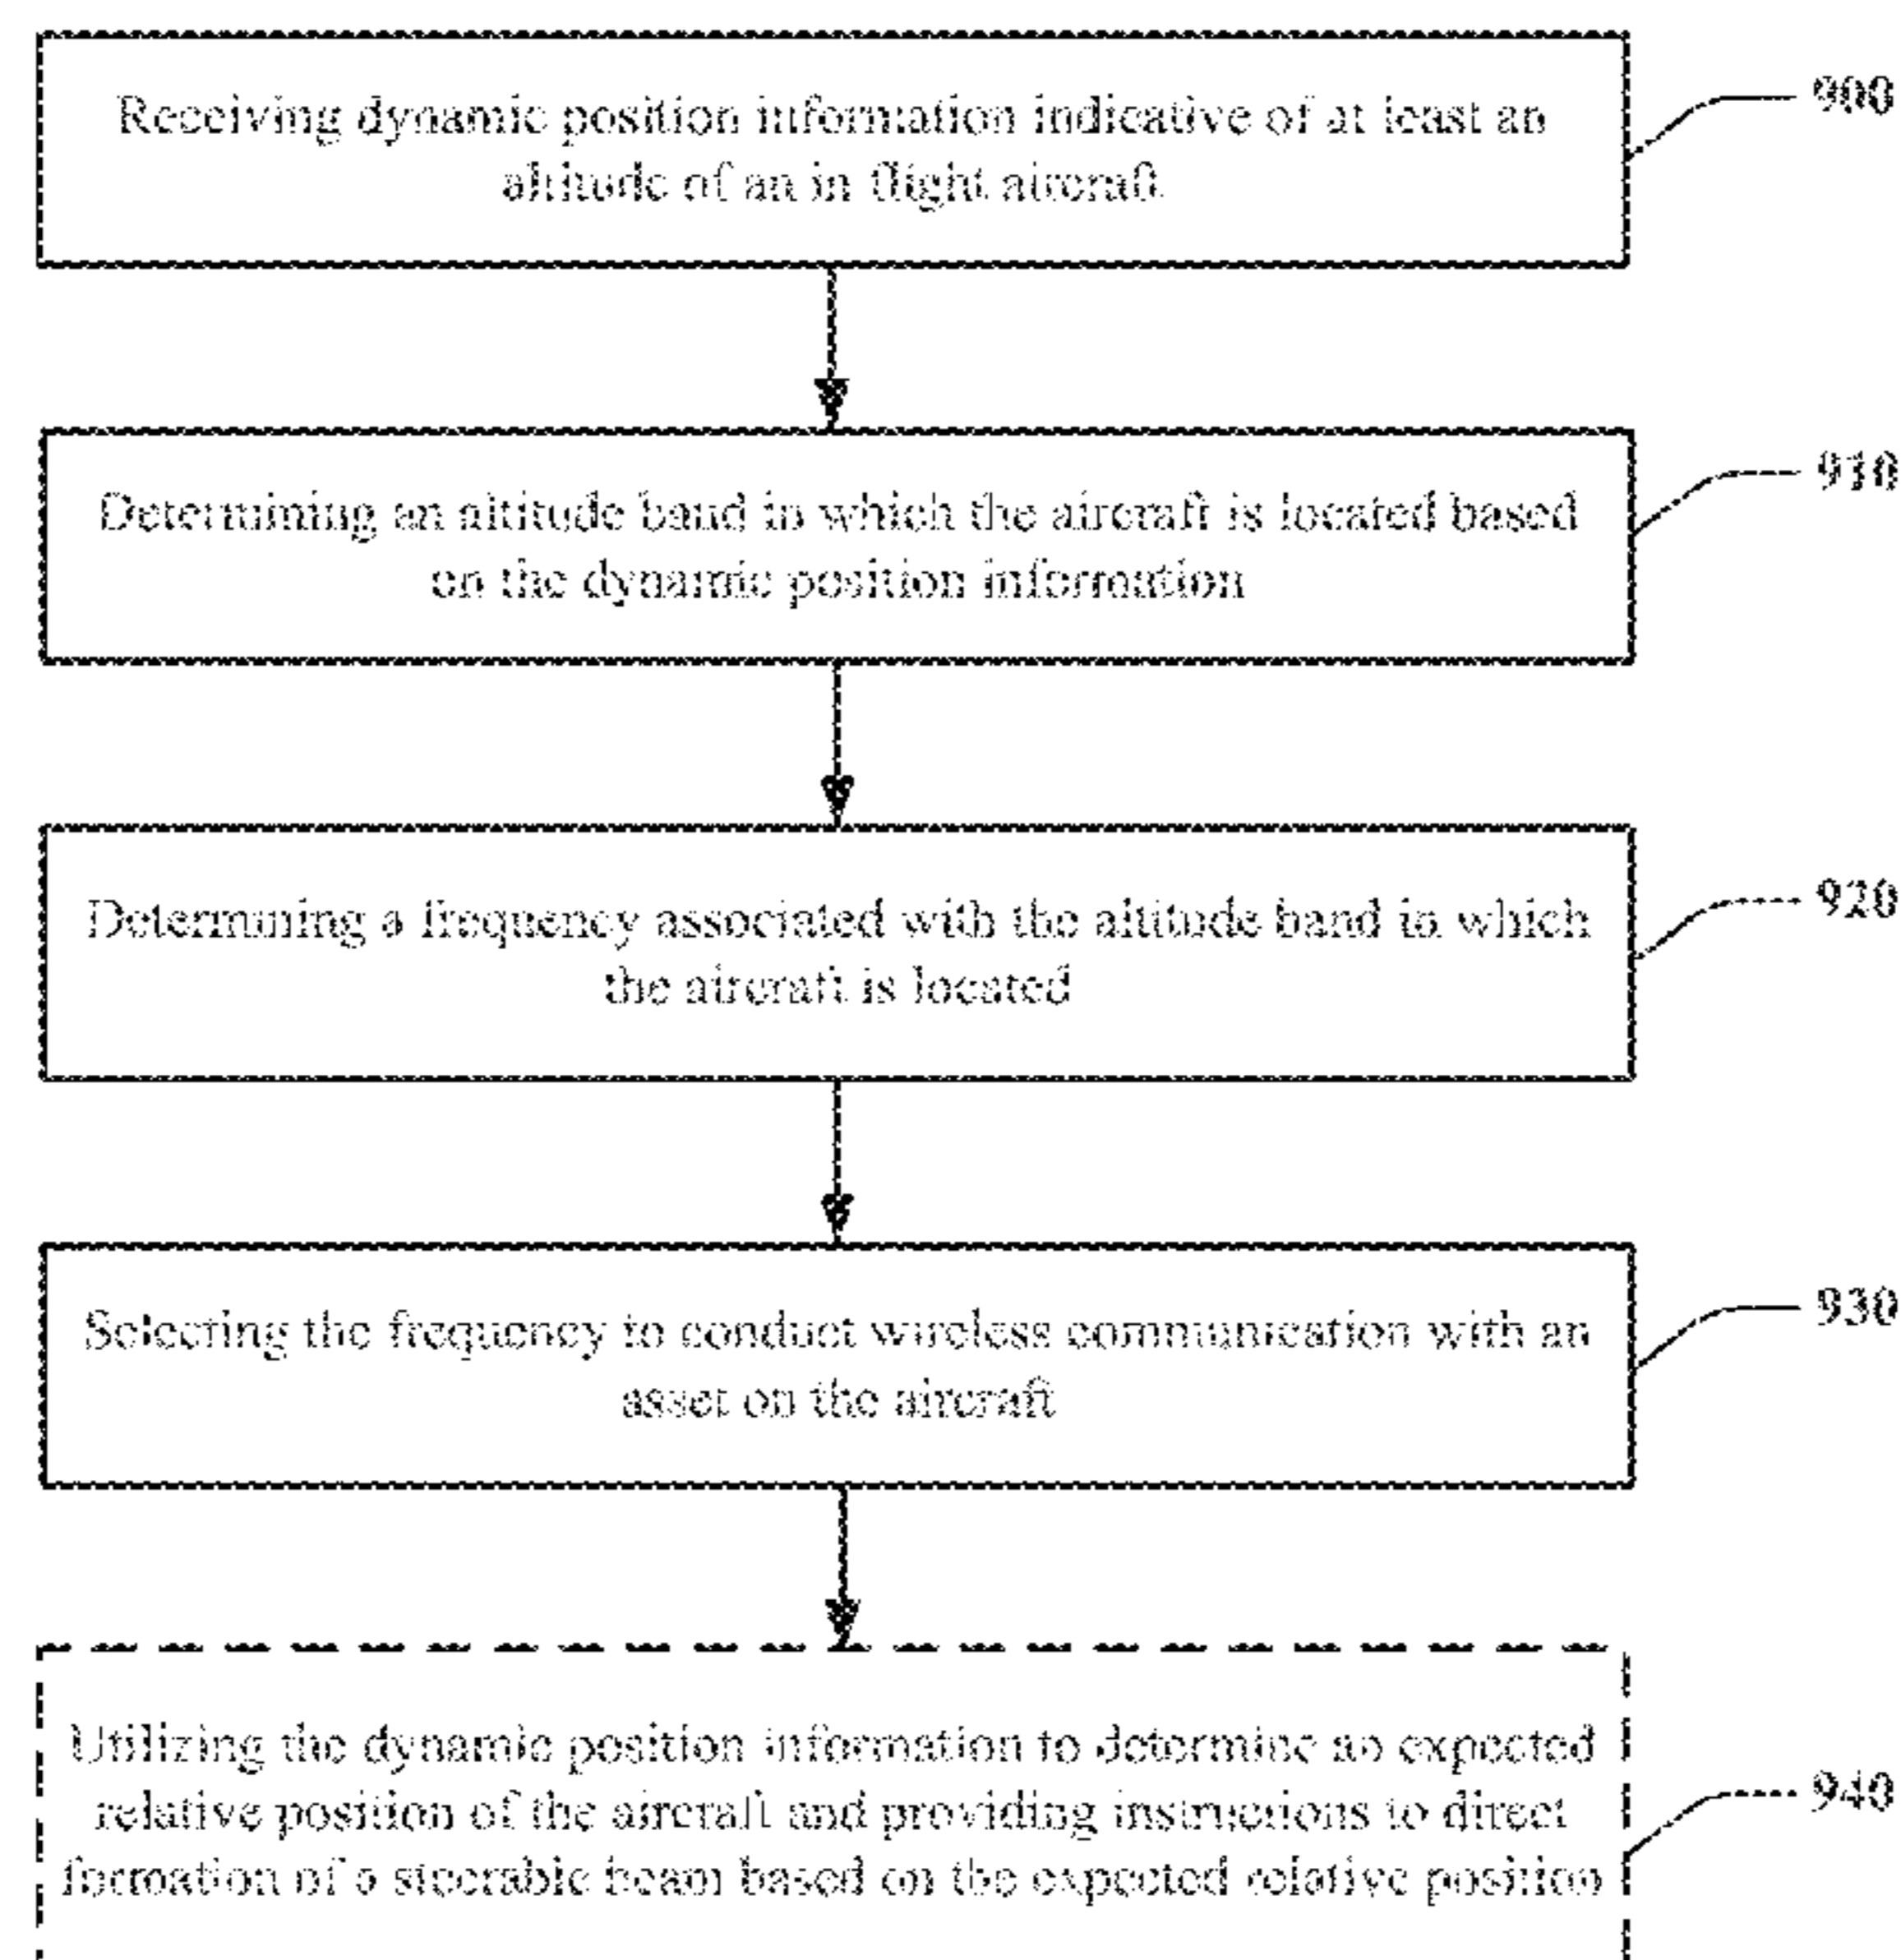 Receiving dynamic position information indicative of at least an
altitude of an in flight aircraft
900
Determining an altitude band in which the aircraft is located based
on the dynamic position information
910
Determining a frequency associated with the altitude band in which
the aircraft is located
920
Selecting the frequency to conduct wireless communication with an
asset on the aircraft
930
Utilizing the dynamic position information to determine an expected
relative position of the aircraft and providing instructions to direct
formation of a steerable beam based on the expected relative position
940